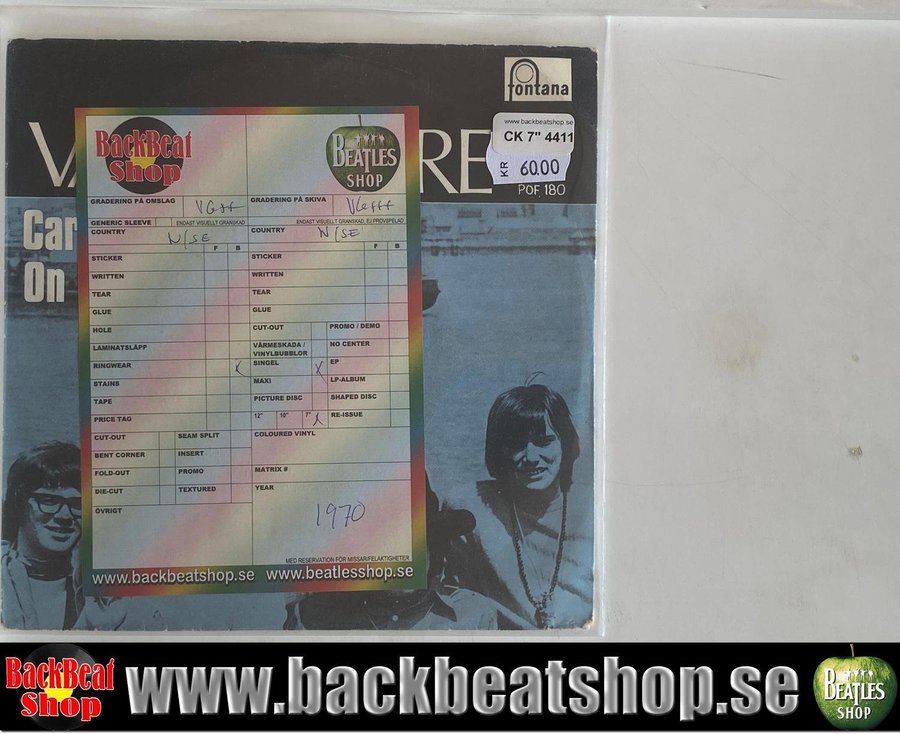 fontana
www.backbeatshop.se
CK 7" 4411
KR 60.00
POF. 180
VA
RE
Car
On
BackBeat
Shop
BEATLES
SHOP
GRADERING PÅ OMSLAG VG++
GRADERING PÅ SKIVA VG+++
GENERIC SLEEVE ENDAST VISUELLT GRANSKAD
ENDAST VISUELLT GRANSKAD, EJ PROVSPELAD
COUNTRY N/SE
COUNTRY N/SE
F B
F B
STICKER
STICKER
WRITTEN
WRITTEN
TEAR
TEAR
GLUE
GLUE
HOLE
CUT-OUT PROMO / DEMO
LAMINATSLÄPP
VÄRMESKADA / NO CENTER
VINYLBUBBLOR
RINGWEAR X
SINGEL X EP
STAINS
MAXI LP-ALBUM
TAPE
PICTURE DISC SHAPED DISC
PRICE TAG
12" 10" 7" X RE-ISSUE
CUT-OUT SEAM SPLIT
COLOURED VINYL
BENT CORNER INSERT
FOLD-OUT PROMO
MATRIX #
DIE-CUT TEXTURED
YEAR
ÖVRIGT
1970
MED RESERVATION FÖR MISSAR/FELAKTIGHETER
www.backbeatshop.se www.beatlesshop.se
BackBeat
Shop
www.backbeatshop.se
BEATLES
SHOP